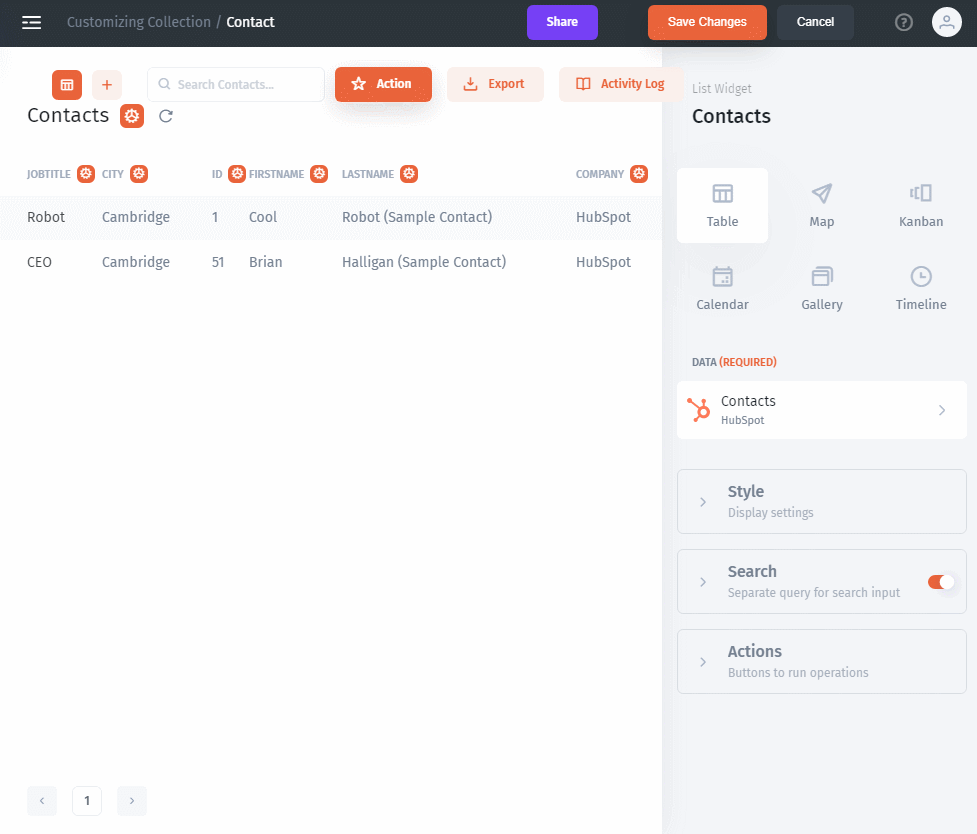 Customizing Collection / Contact
Share
Save Changes
Cancel
?
+
Search Contacts...
Action
Export
Activity Log
Contacts
JOBTITLE CITY ID FIRSTNAME LASTNAME COMPANY
Robot Cambridge 1 Cool Robot (Sample Contact) HubSpot
CEO Cambridge 51 Brian Halligan (Sample Contact) HubSpot
‹ 1 ›
List Widget
Contacts
Table Map Kanban
Calendar Gallery Timeline
DATA (REQUIRED)
Contacts
HubSpot
Style
Display settings
Search
Separate query for search input
Actions
Buttons to run operations